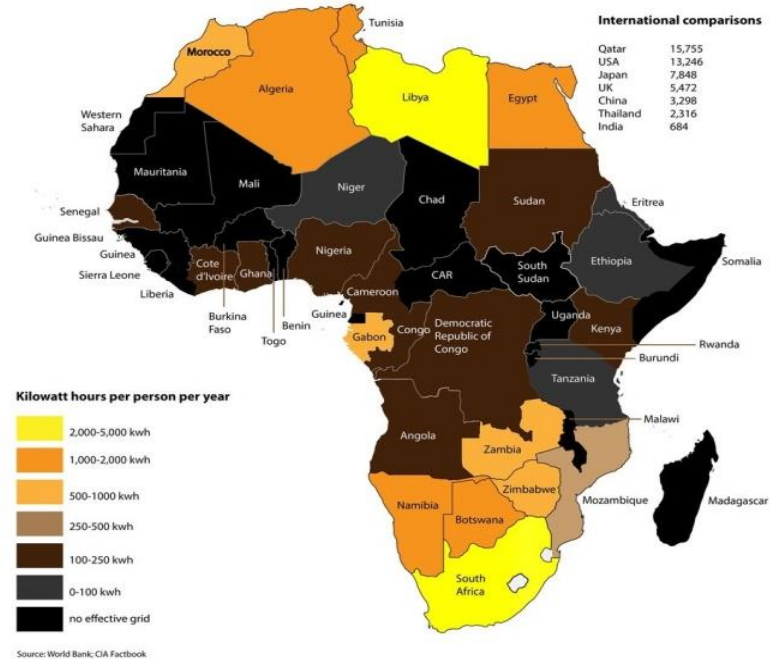 Tunisia
International comparisons
Qatar 15,755
USA 13,246
Japan 7,848
UK 5,472
China 3,298
Thailand 2,316
India 684
Morocco
Algeria
Libya
Egypt
Western
Sahara
Mauritania
Mali
Niger
Chad
Sudan
Eritrea
Senegal
Guinea Bissau
Guinea
Sierra Leone
Liberia
Cote
d'Ivoire
Ghana
Nigeria
CAR
South
Sudan
Ethiopia
Somalia
Burkina
Faso
Togo
Benin
Cameroon
Guinea
Gabon
Congo
Democratic
Republic of
Congo
Uganda
Kenya
Rwanda
Burundi
Tanzania
Malawi
Angola
Zambia
Zimbabwe
Mozambique
Madagascar
Namibia
Botswana
South
Africa
Kilowatt hours per person per year
2,000-5,000 kwh
1,000-2,000 kwh
500-1000 kwh
250-500 kwh
100-250 kwh
0-100 kwh
no effective grid
Source: World Bank; CIA Factbook